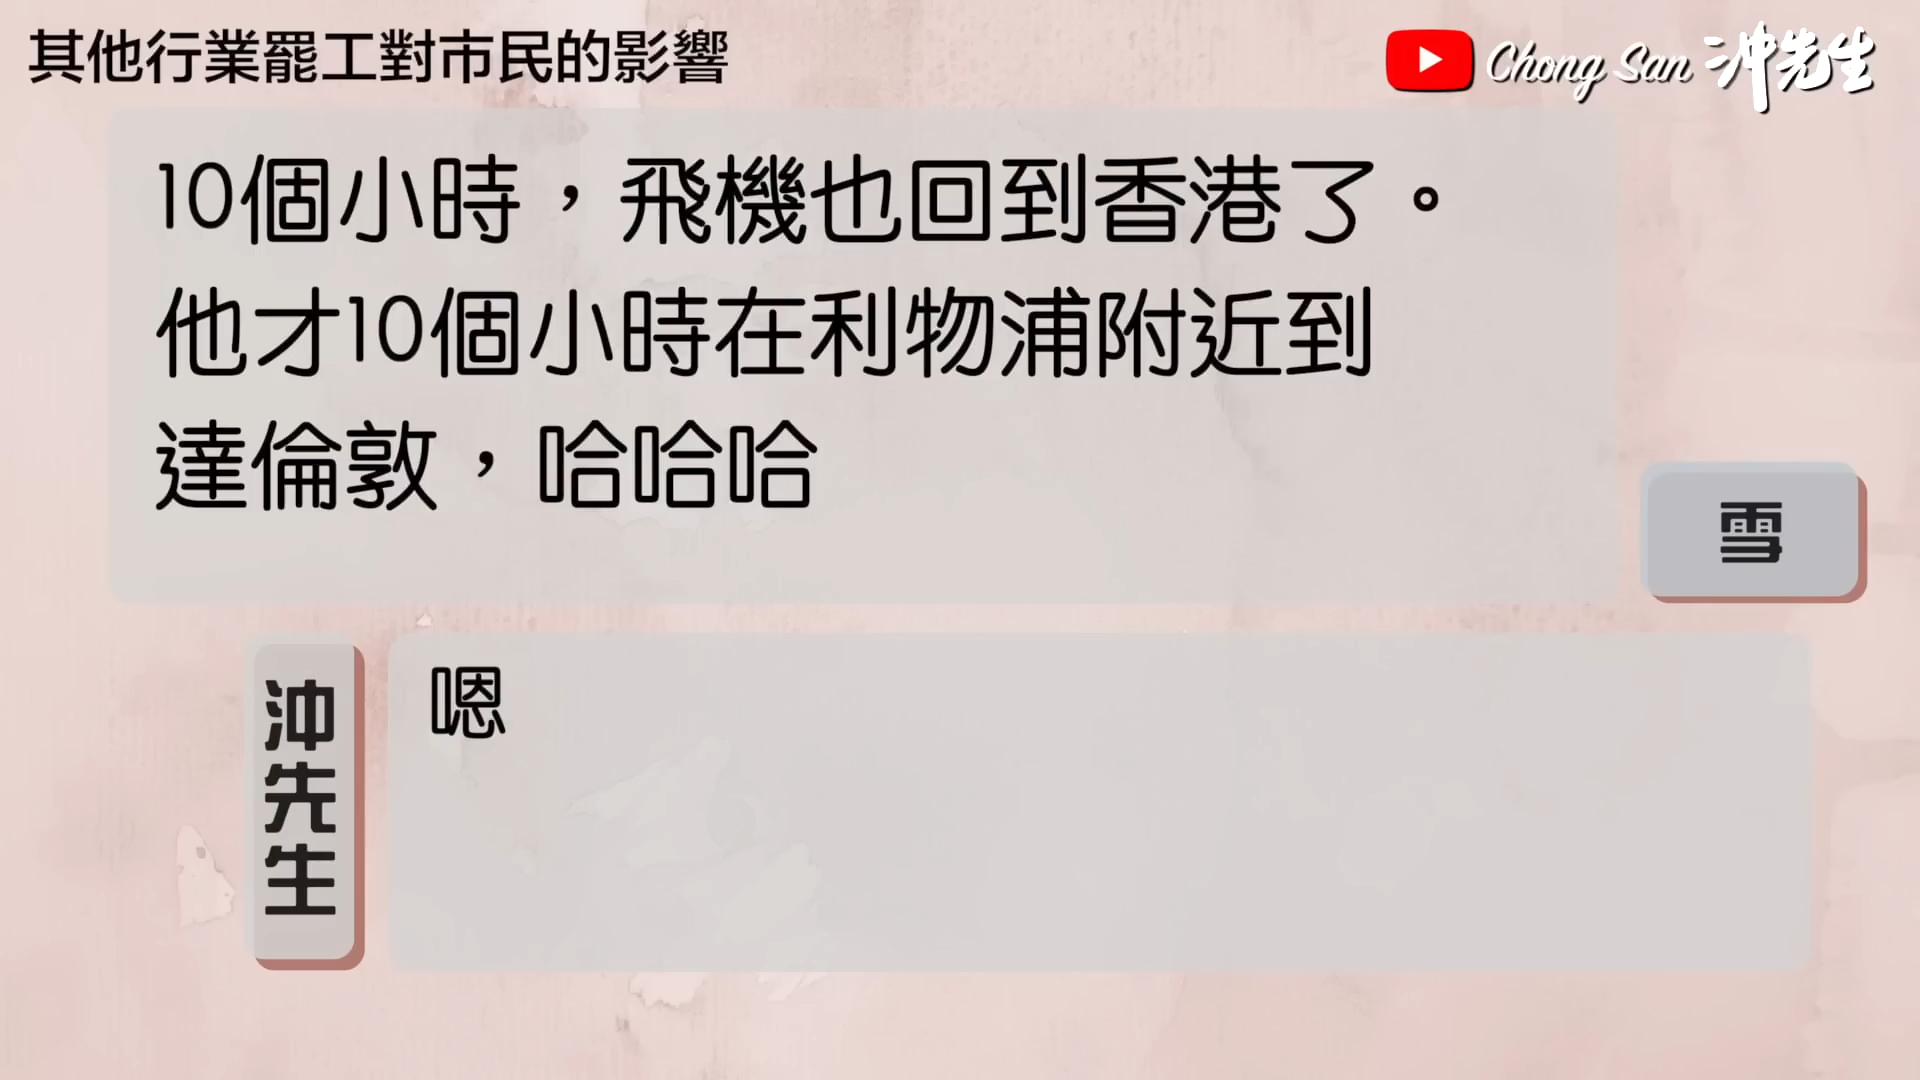 其他行業罷工對市民的影響
Chong San 沖先生
10個小時，飛機也回到香港了。
他才10個小時在利物浦附近到
達倫敦，哈哈哈
雪
沖先生
嗯